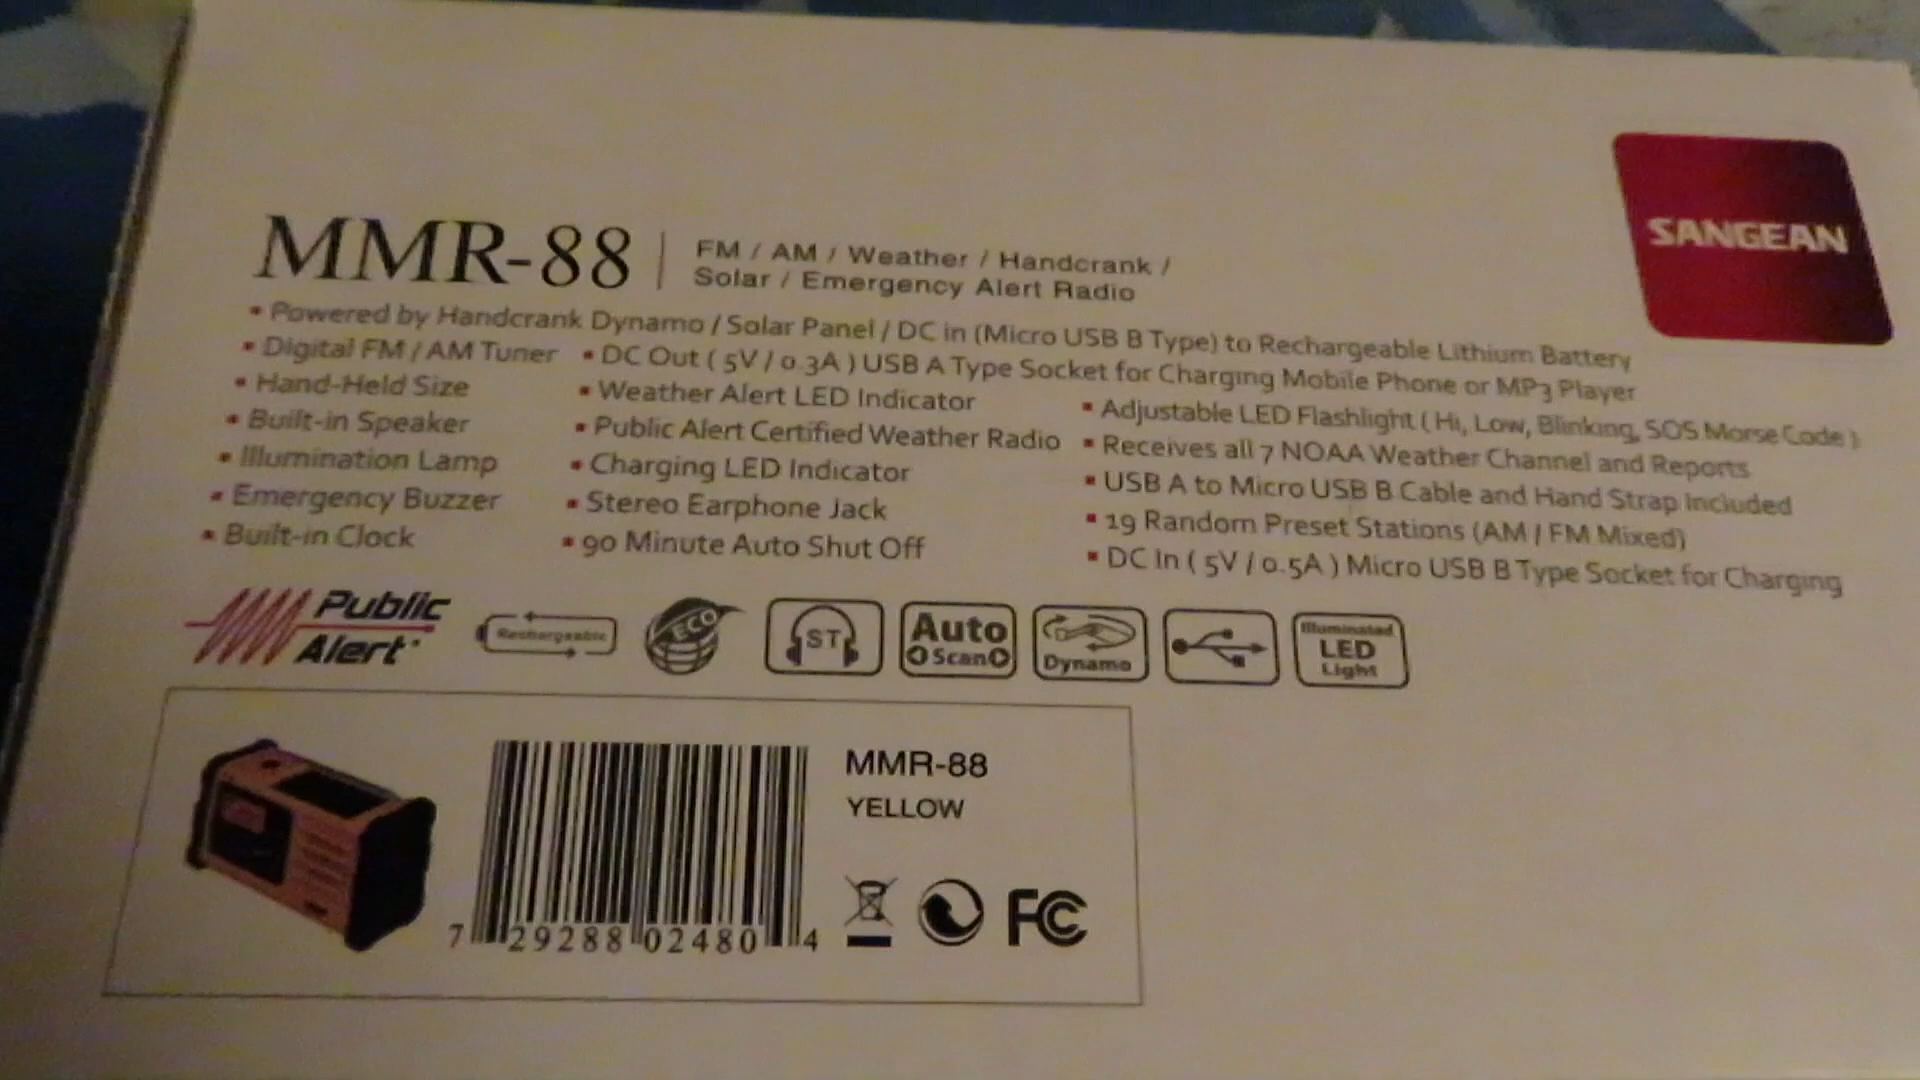 SANGEAN
MMR-88
FM / AM / Weather / Handcrank /
Solar / Emergency Alert Radio
• Powered by Handcrank Dynamo / Solar Panel / DC in (Micro USB B Type) to Rechargeable Lithium Battery
• Digital FM / AM Tuner
• DC Out ( 5V / 0.3A ) USB A Type Socket for Charging Mobile Phone or MP3 Player
• Hand-Held Size
• Built-in Speaker
• Illumination Lamp
• Emergency Buzzer
• Built-in Clock
• Weather Alert LED Indicator
• Public Alert Certified Weather Radio
• Charging LED Indicator
• Stereo Earphone Jack
• 90 Minute Auto Shut Off
• Adjustable LED Flashlight ( Hi, Low, Blinking, SOS Morse Code )
• Receives all 7 NOAA Weather Channel and Reports
• USB A to Micro USB B Cable and Hand Strap Included
• 19 Random Preset Stations (AM / FM Mixed)
• DC In ( 5V / 0.5A ) Micro USB B Type Socket for Charging
Public
Alert
Rechargeable
ECO
ST
Auto
Scan
Dynamo
Illuminated
LED
Light
MMR-88
YELLOW
7 29288 02480 4
FC